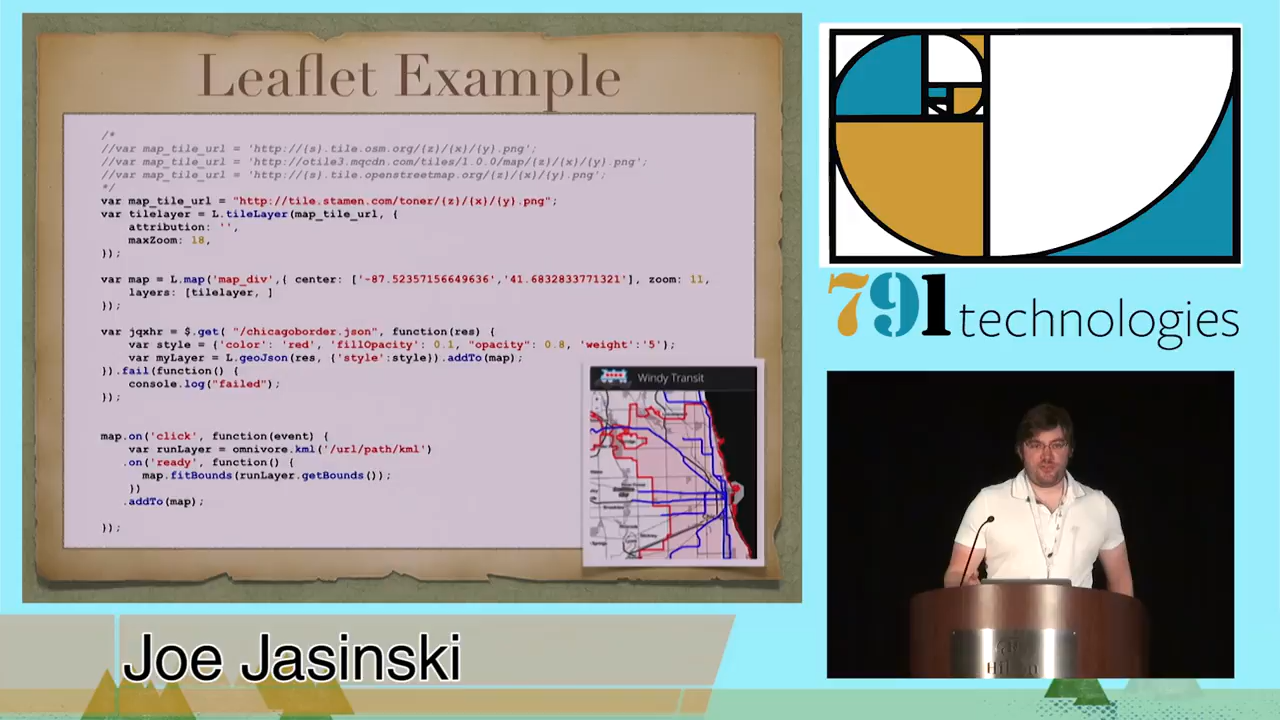 Leaflet Example
/*
//var map_tile_url = 'http://{s}.tile.osm.org/{z}/{x}/{y}.png';
//var map_tile_url = 'http://otile3.mqcdn.com/tiles/1.0.0/map/{z}/{x}/{y}.png';
//var map_tile_url = 'http://{s}.tile.openstreetmap.org/{z}/{x}/{y}.png';
*/
var map_tile_url = "http://tile.stamen.com/toner/{z}/{x}/{y}.png";
var tilelayer = L.tileLayer(map_tile_url, {
attribution: '',
maxZoom: 18,
});
var map = L.map('map_div',{ center: ['-87.52357156649636','41.6832833771321'], zoom: 11,
layers: [tilelayer, ]
});
var jqxhr = $.get( "/chicagoborder.json", function(res) {
var style = {'color': 'red', 'fillOpacity': 0.1, "opacity": 0.8, 'weight':'5'};
var myLayer = L.geoJson(res, {'style':style}).addTo(map);
}).fail(function() {
console.log("failed");
});
map.on('click', function(event) {
var runLayer = omnivore.kml('/url/path/kml')
.on('ready', function() {
map.fitBounds(runLayer.getBounds());
})
.addTo(map);
});
Windy Transit
791 technologies
Hilton
Joe Jasinski